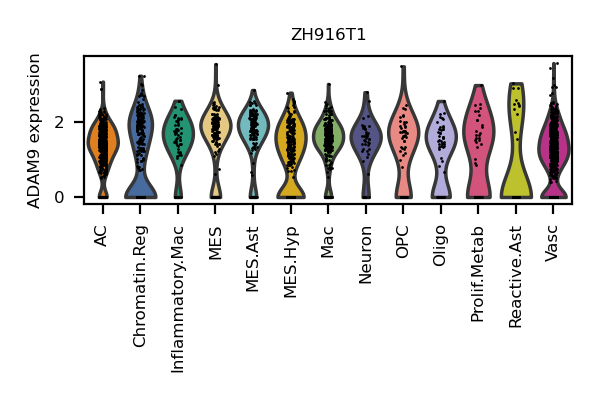 ZH916T1
ADAM9 expression
2
0
AC
Chromatin.Reg
Inflammatory.Mac
MES
MES.Ast
MES.Hyp
Mac
Neuron
OPC
Oligo
Prolif.Metab
Reactive.Ast
Vasc